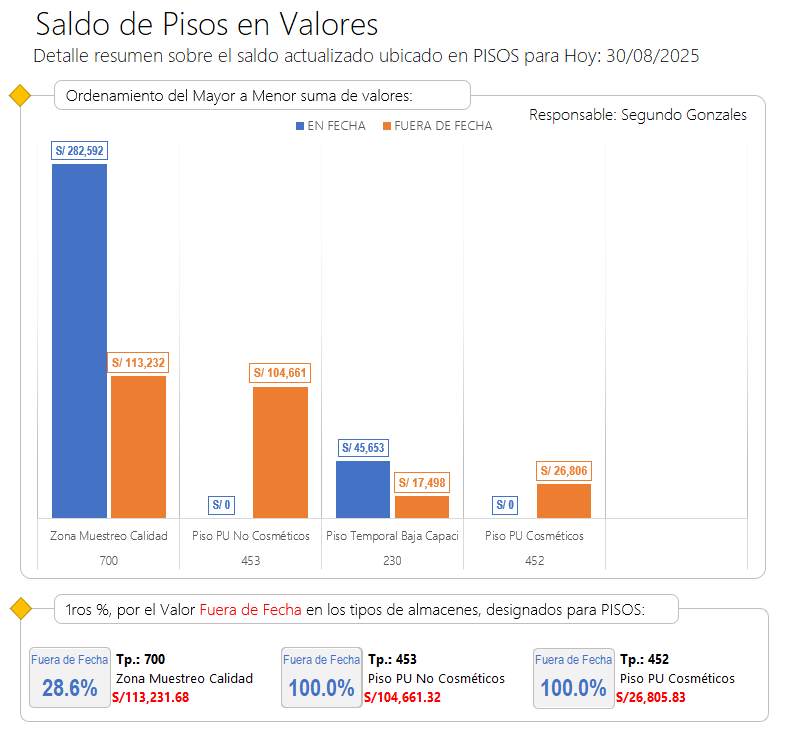 Saldo de Pisos en Valores
Detalle resumen sobre el saldo actualizado ubicado en PISOS para Hoy: 30/08/2025
Ordenamiento del Mayor a Menor suma de valores:
Responsable: Segundo Gonzales
EN FECHA FUERA DE FECHA
S/ 282,592
S/ 113,232
S/ 0
S/ 104,661
S/ 45,653
S/ 17,498
S/ 0
S/ 26,806
Zona Muestreo Calidad Piso PU No Cosméticos Piso Temporal Baja Capaci Piso PU Cosméticos
700 453 230 452
1ros %, por el Valor Fuera de Fecha en los tipos de almacenes, designados para PISOS:
Fuera de Fecha
28.6%
Tp.: 700
Zona Muestreo Calidad
S/113,231.68
Fuera de Fecha
100.0%
Tp.: 453
Piso PU No Cosméticos
S/104,661.32
Fuera de Fecha
100.0%
Tp.: 452
Piso PU Cosméticos
S/26,805.83